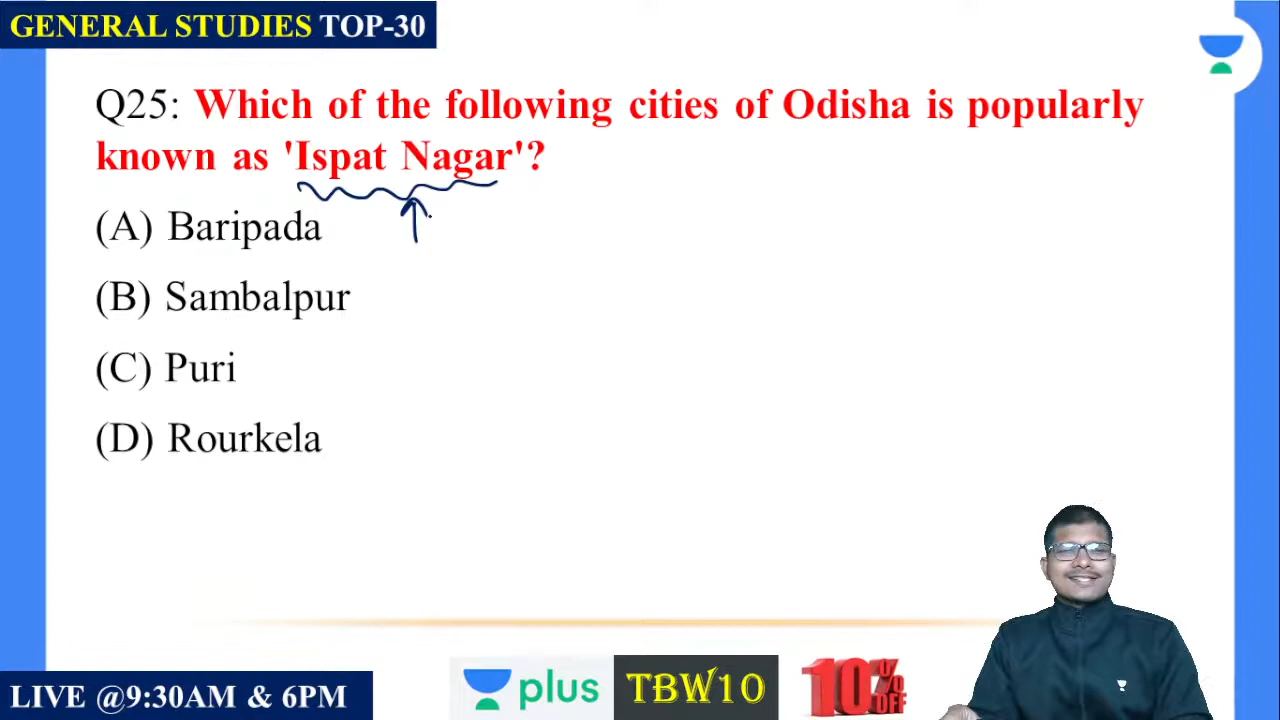 GENERAL STUDIES TOP-30
Q25: Which of the following cities of Odisha is popularly
known as 'Ispat Nagar'?
(A) Baripada
(B) Sambalpur
(C) Puri
(D) Rourkela
LIVE @9:30AM & 6PM
plus
TBW10
10% OFF